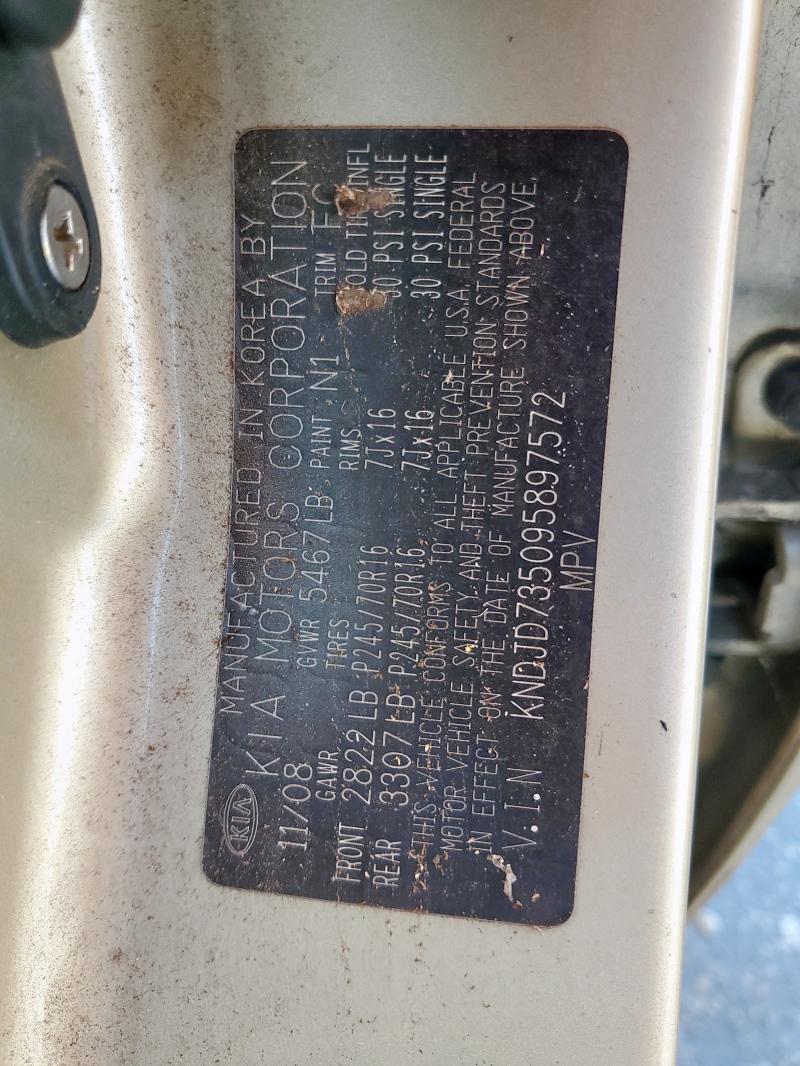 MANUFACTURED IN KOREA BY
KIA KIA MOTORS CORPORATION
11/08 GVWR 5467 LB PAINT N1 TRIM
GAWR TIRES RIMS COLD TIRE INFL
FRONT 2822 LB P245/70R16 7Jx16 30 PSI SINGLE
REAR 3307 LB P245/70R16 7Jx16 30 PSI SINGLE
THIS VEHICLE CONFORMS TO ALL APPLICABLE U.S.A. FEDERAL
MOTOR VEHICLE SAFETY AND THEFT PREVENTION STANDARDS
IN EFFECT ON THE DATE OF MANUFACTURE SHOWN ABOVE.
V.I.N KNDJD735095897572
MPV